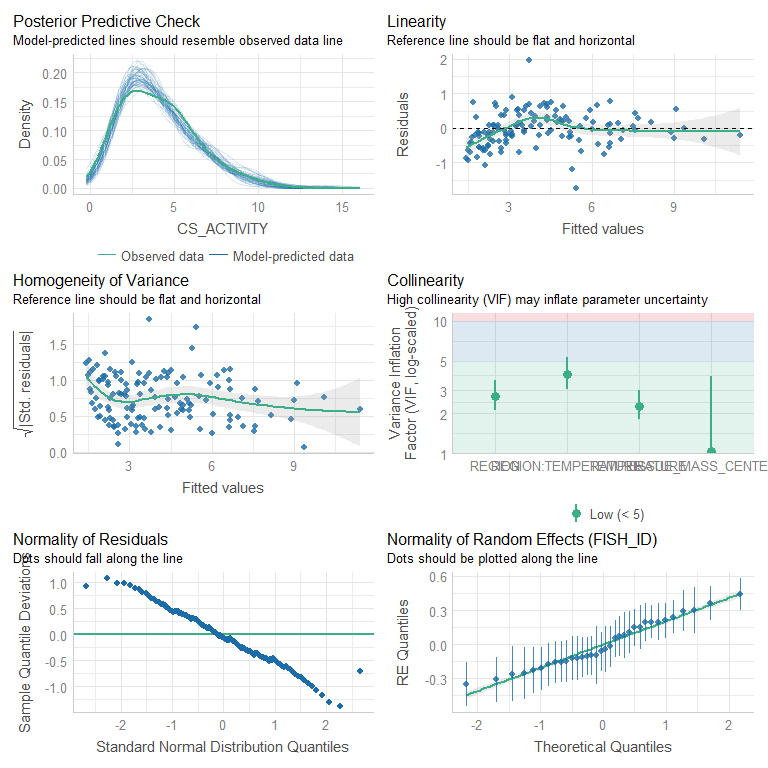 Posterior Predictive Check
Model-predicted lines should resemble observed data line
0.20
0.15
0.10
0.05
0.00
Density
0
5
10
15
CS_ACTIVITY
Observed data
Model-predicted data
Linearity
Reference line should be flat and horizontal
2
1
0
-1
Residuals
3
6
9
Fitted values
Homogeneity of Variance
Reference line should be flat and horizontal
1.5
1.0
0.5
0.0
√|Std. residuals|
3
6
9
Fitted values
Collinearity
High collinearity (VIF) may inflate parameter uncertainty
10
5
3
2
1
Variance Inflation
Factor (VIF, log-scaled)
Low (< 5)
Normality of Residuals
Dots should fall along the line
1.0
0.5
0.0
-0.5
-1.0
Sample Quantile Deviations
-2
-1
0
1
2
Standard Normal Distribution Quantiles
Normality of Random Effects (FISH_ID)
Dots should be plotted along the line
0.6
0.3
0.0
-0.3
RE Quantiles
-2
-1
0
1
2
Theoretical Quantiles